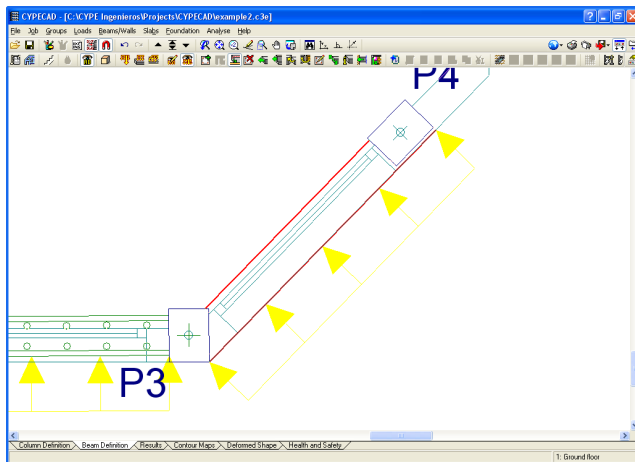 CYPECAD - [C:\CYPE Ingenieros\Projects\CYPECAD\example2.c3e]
File Job Groups Loads Beams/Walls Slabs Foundation Analyse Help
P4
P3
Column Definition Beam Definition Results Contour Maps Deformed Shape Health and Safety
1: Ground floor